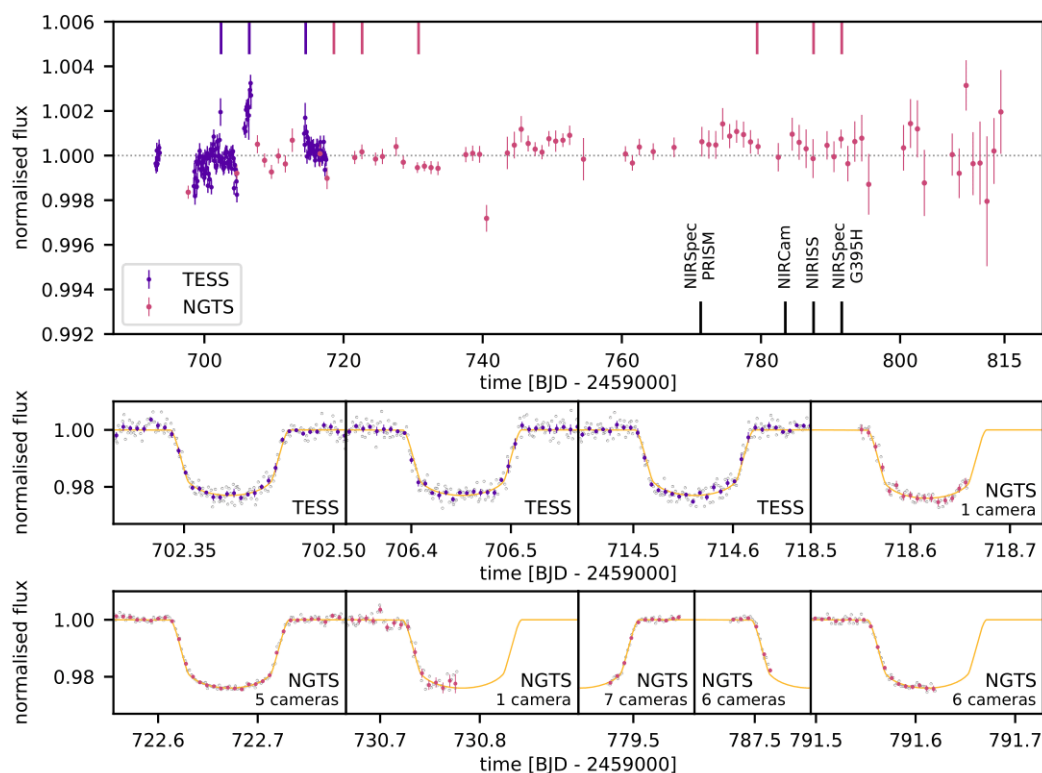 1.006
1.004
1.002
1.000
0.998
0.996
0.994
0.992
normalised flux
TESS
NGTS
NIRSpec
PRISM
NIRCam
NIRISS
NIRSpec
G395H
700 720 740 760 780 800 815
time [BJD - 2459000]
normalised flux
1.00
0.98
TESS
TESS
TESS
NGTS
1 camera
702.35 702.50 706.4 706.5 714.5 714.6 718.5 718.6 718.7
time [BJD - 2459000]
normalised flux
1.00
0.98
NGTS
5 cameras
NGTS
1 camera
NGTS
7 cameras
NGTS
6 cameras
NGTS
6 cameras
722.6 722.7 730.7 730.8 779.5 787.5 791.5 791.6 791.7
time [BJD - 2459000]